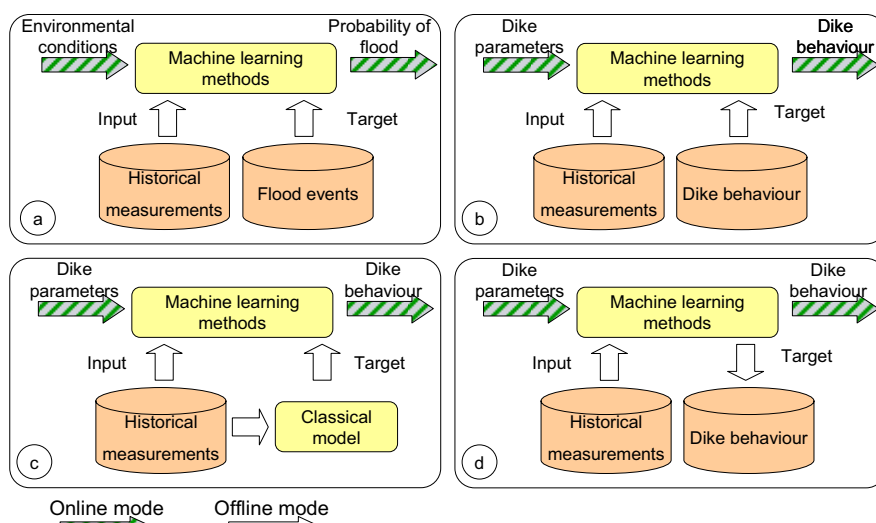 Environmental
conditions
Machine learning
methods
Probability of
flood
Input
Target
Historical
measurements
Flood events
a
Dike
parameters
Machine learning
methods
Dike
behaviour
Input
Target
Historical
measurements
Dike behaviour
b
Dike
parameters
Machine learning
methods
Dike
behaviour
Input
Target
Historical
measurements
Classical
model
c
Dike
parameters
Machine learning
methods
Dike
behaviour
Input
Target
Historical
measurements
Dike behaviour
d
Online mode
Offline mode